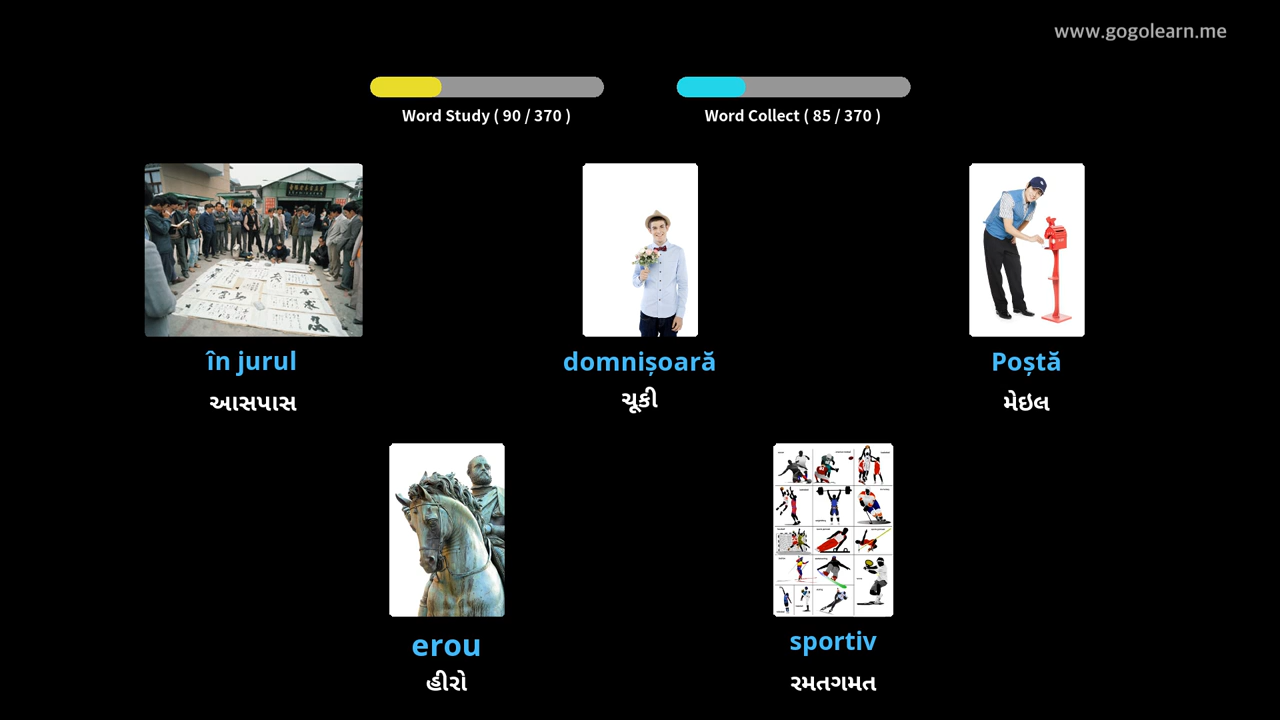 www.gogolearn.me
Word Study ( 90 / 370 )
Word Collect ( 85 / 370 )
în jurul
આસપાસ
domnișoară
ચૂકી
Poștă
મેઇલ
erou
હીરો
sportiv
રમતગમત